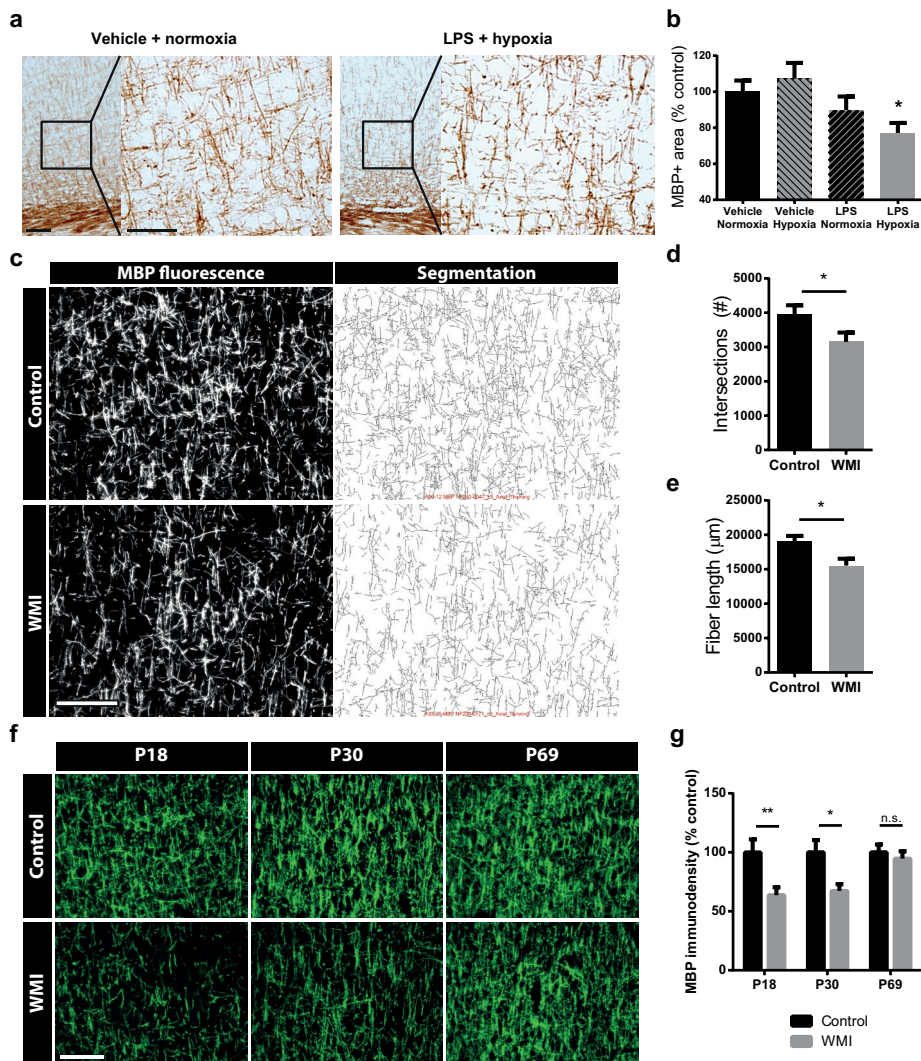 a
Vehicle + normoxia
LPS + hypoxia
b
MBP+ area (% control)
120
100
80
60
40
*
Vehicle Normoxia
Vehicle Hypoxia
LPS Normoxia
LPS Hypoxia
c
MBP fluorescence
Segmentation
Control
WMI
d
Intersections (#)
5000
4000
3000
2000
1000
0
*
Control
WMI
e
Fiber length (μm)
25000
20000
15000
10000
5000
0
*
Control
WMI
f
P18
P30
P69
Control
WMI
g
MBP immunodensity (% control)
150
100
50
0
**
*
n.s.
P18
P30
P69
Control
WMI